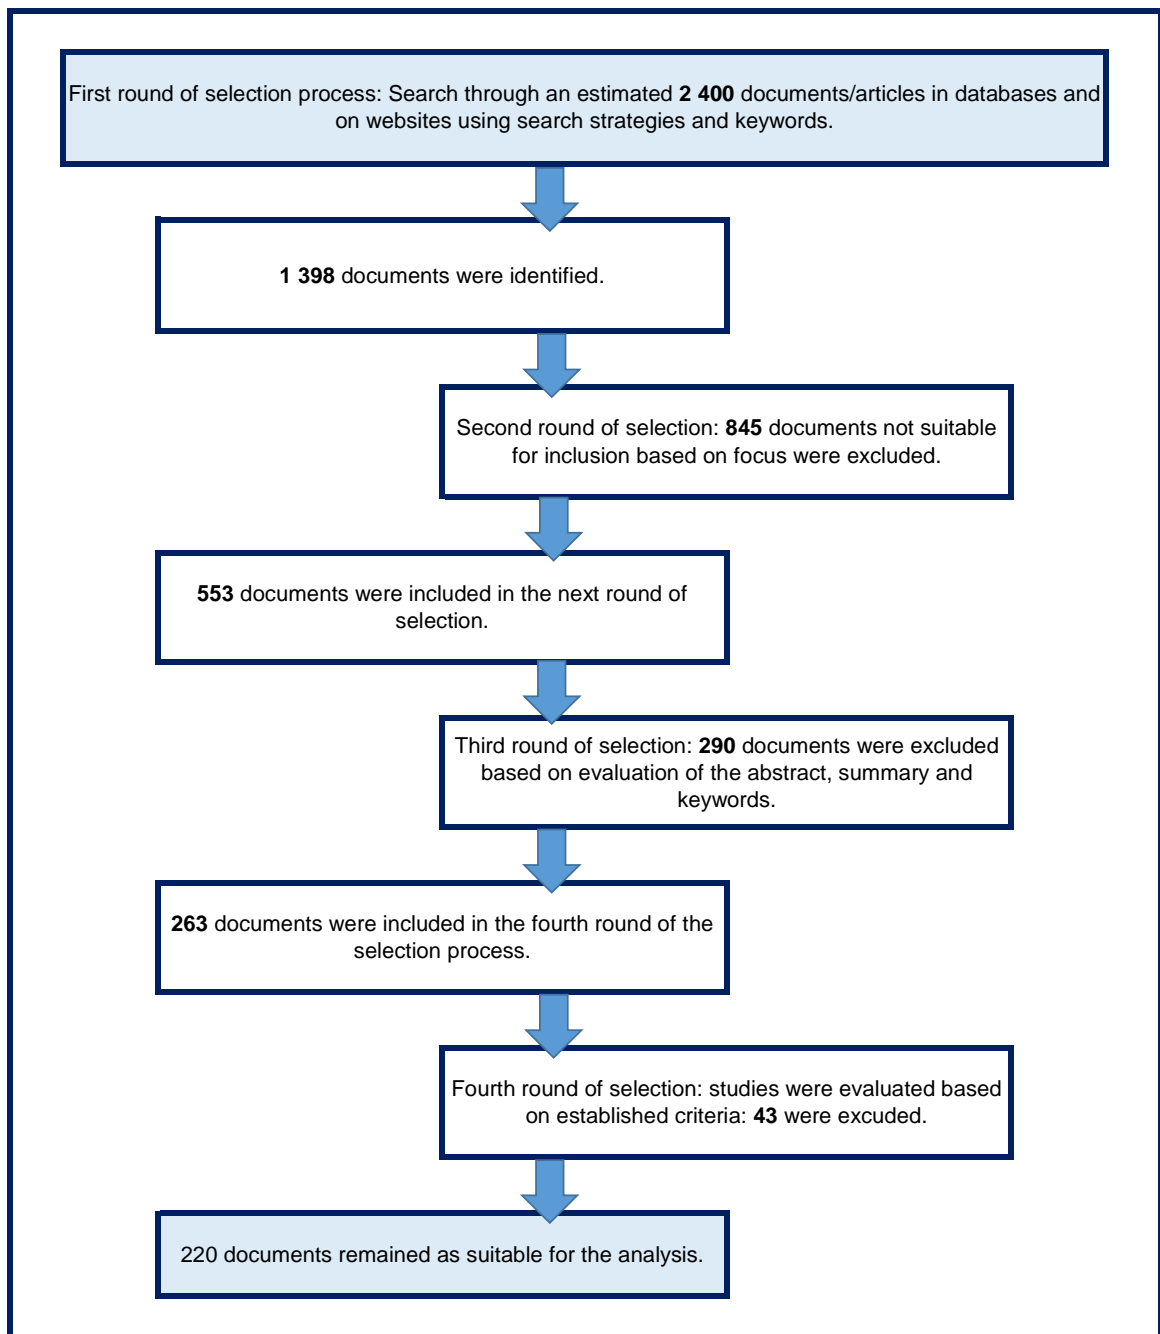 First round of selection process: Search through an estimated 2 400 documents/articles in databases and
on websites using search strategies and keywords.
1 398 documents were identified.
Second round of selection: 845 documents not suitable
for inclusion based on focus were excluded.
553 documents were included in the next round of
selection.
Third round of selection: 290 documents were excluded
based on evaluation of the abstract, summary and
keywords.
263 documents were included in the fourth round of the
selection process.
Fourth round of selection: studies were evaluated based
on established criteria: 43 were excuded.
220 documents remained as suitable for the analysis.